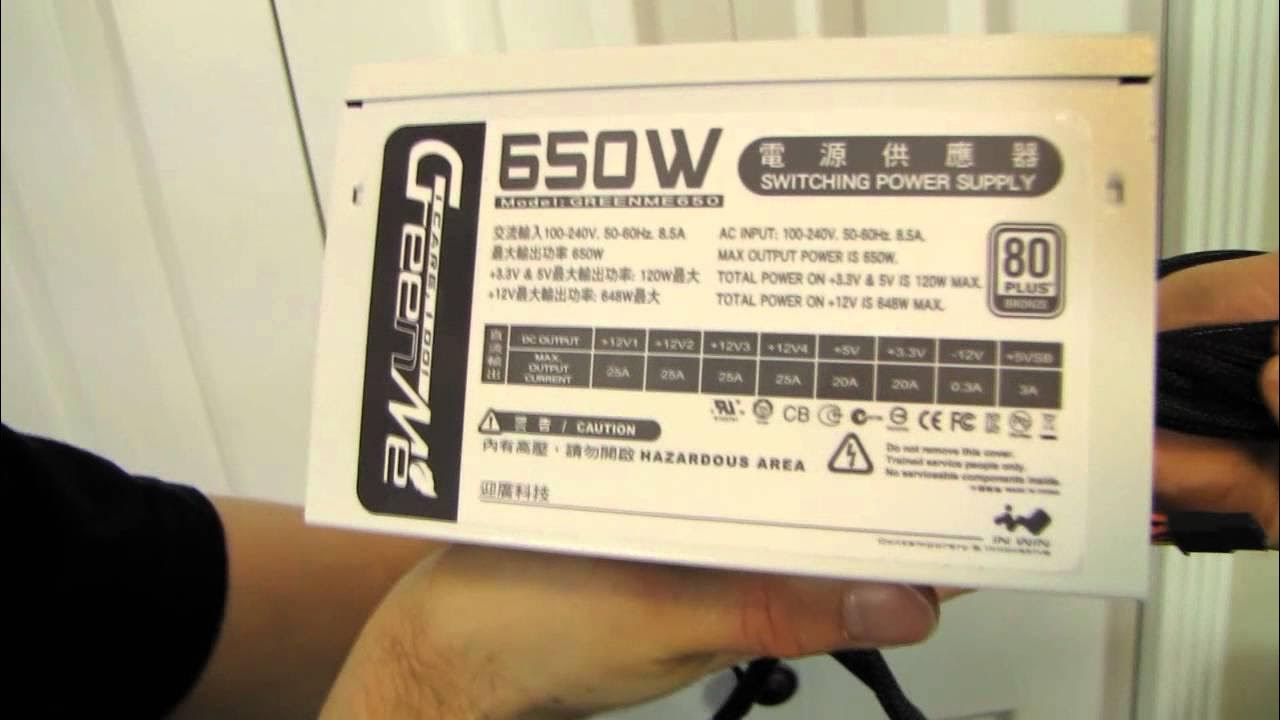 GreenMe
I CARE, I DO!
650W
Model: GREENME650
電源供應器
SWITCHING POWER SUPPLY
交流輸入100-240V, 50-60Hz, 8.5A
最大輸出功率 650W
+3.3V & 5V最大輸出功率: 120W最大
+12V最大輸出功率: 648W最大
AC INPUT: 100-240V, 50-60Hz, 8.5A.
MAX OUTPUT POWER IS 650W.
TOTAL POWER ON +3.3V & 5V IS 120W MAX.
TOTAL POWER ON +12V IS 648W MAX.
80
PLUS
BRONZE
直流輸出
DC OUTPUT +12V1 +12V2 +12V3 +12V4 +5V +3.3V -12V +5VSB
MAX. OUTPUT CURRENT 25A 25A 25A 25A 20A 20A 0.3A 3A
CB CE FC
警告 / CAUTION
內有高壓，請勿開啟 HAZARDOUS AREA
Do not remove this cover.
Trained service people only.
No serviceable components inside.
迎廣科技
IN WIN
Contemporary & Innovative